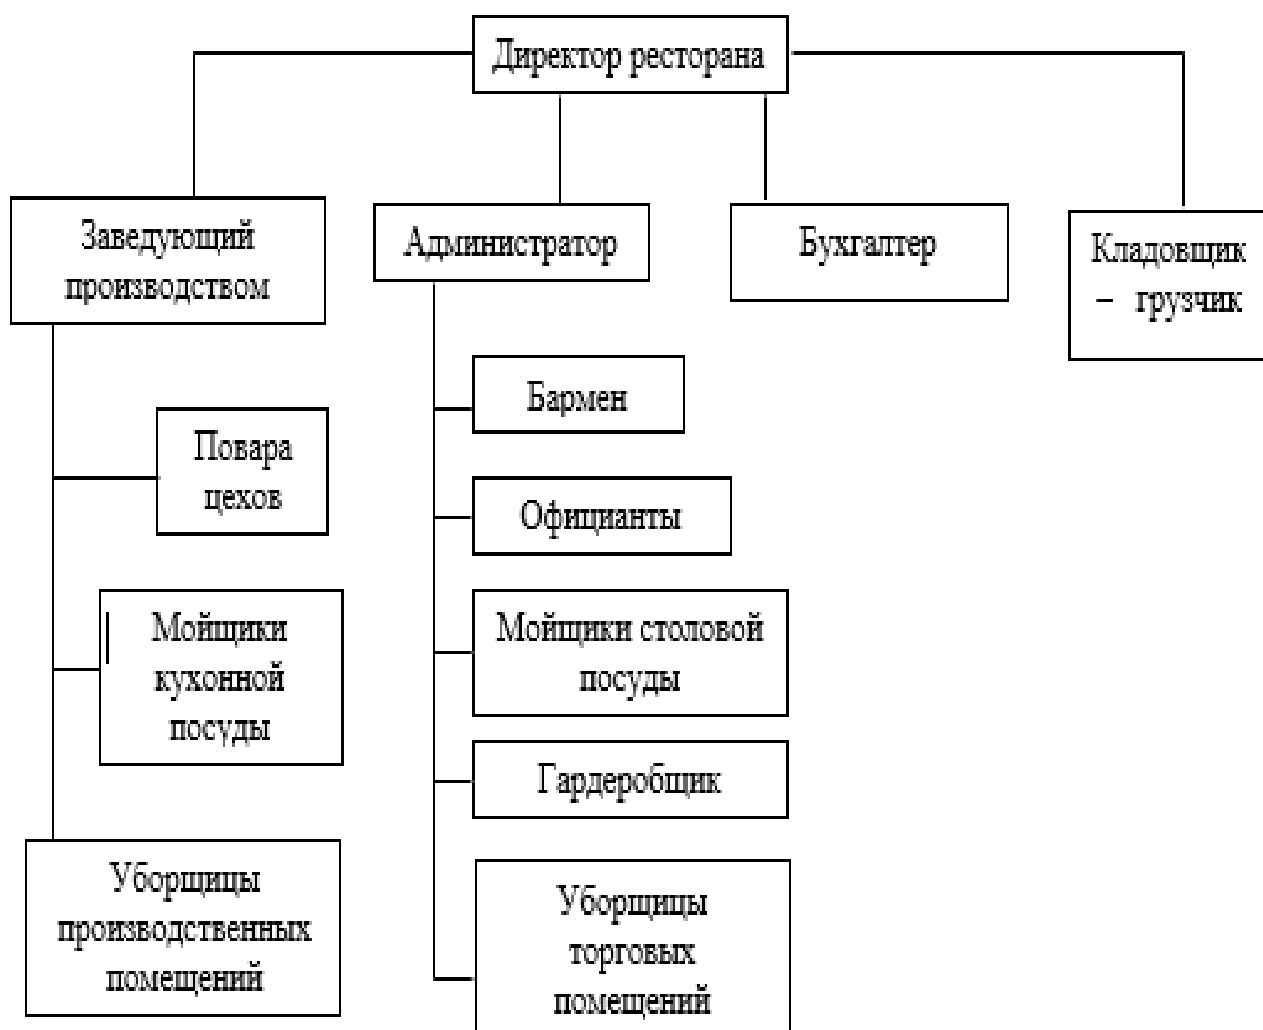 Директор ресторана
Заведующий
производством
Администратор
Бухгалтер
Кладовщик
– грузчик
Повара
цехов
Мойщики
кухонной
посуды
Уборщицы
производственных
помещений
Бармен
Официанты
Мойщики столовой
посуды
Гардеробщик
Уборщицы
торговых
помещений